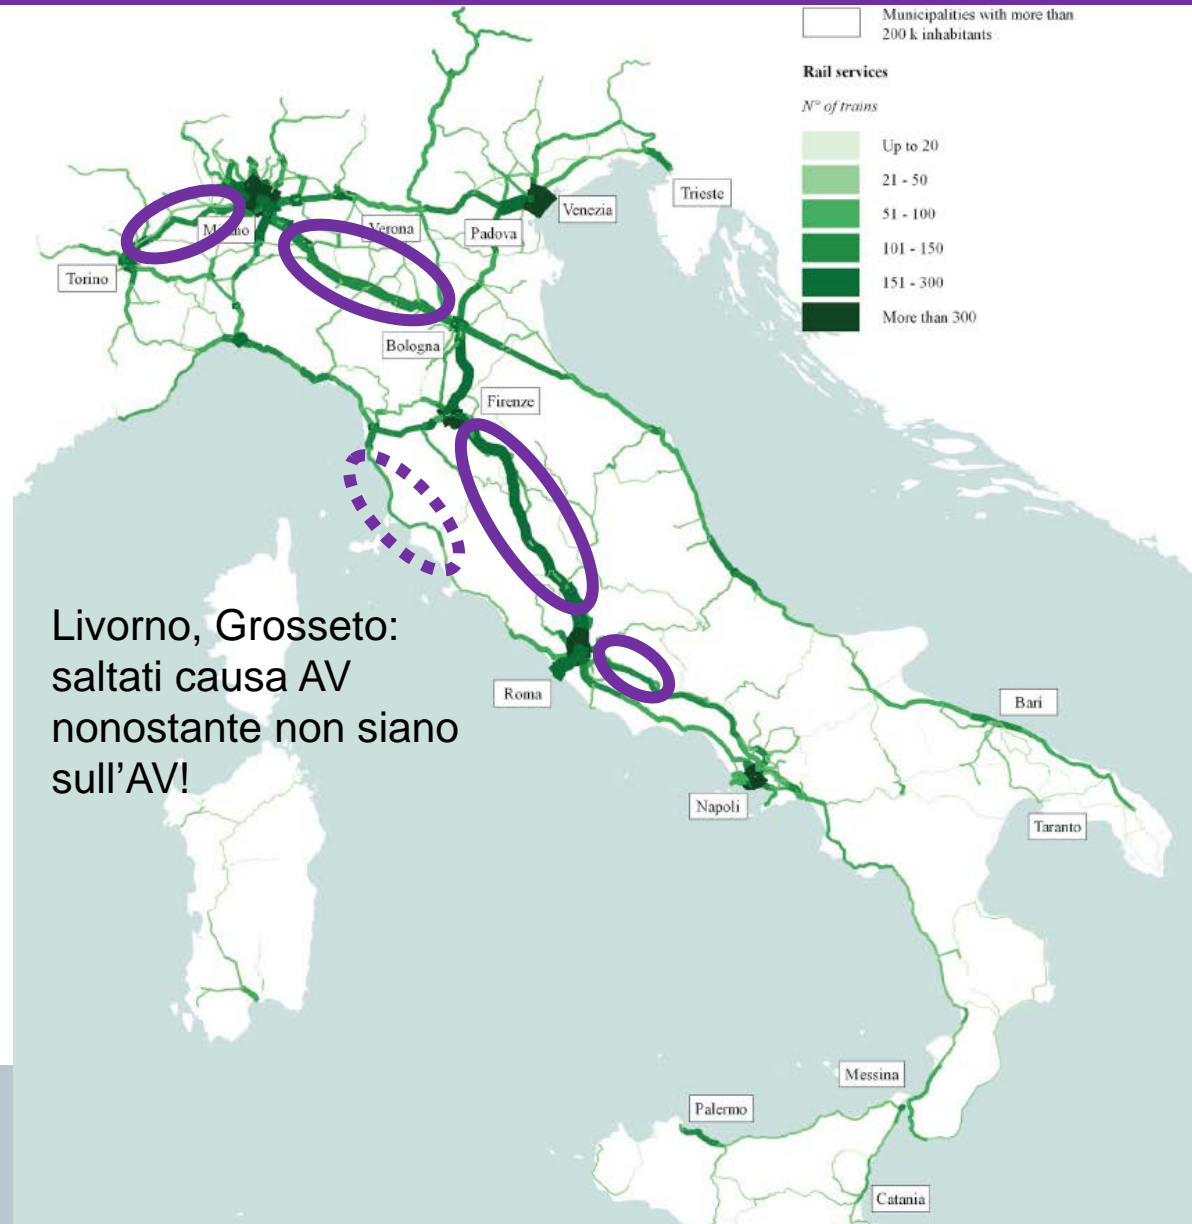 Municipalities with more than
200 k inhabitants
Rail services
N° of trains
Up to 20
21 - 50
51 - 100
101 - 150
151 - 300
More than 300
Trieste
Venezia
Padova
Verona
Milano
Torino
Bologna
Firenze
Livorno, Grosseto:
saltati causa AV
nonostante non siano
sull’AV!
Roma
Bari
Napoli
Taranto
Messina
Palermo
Catania